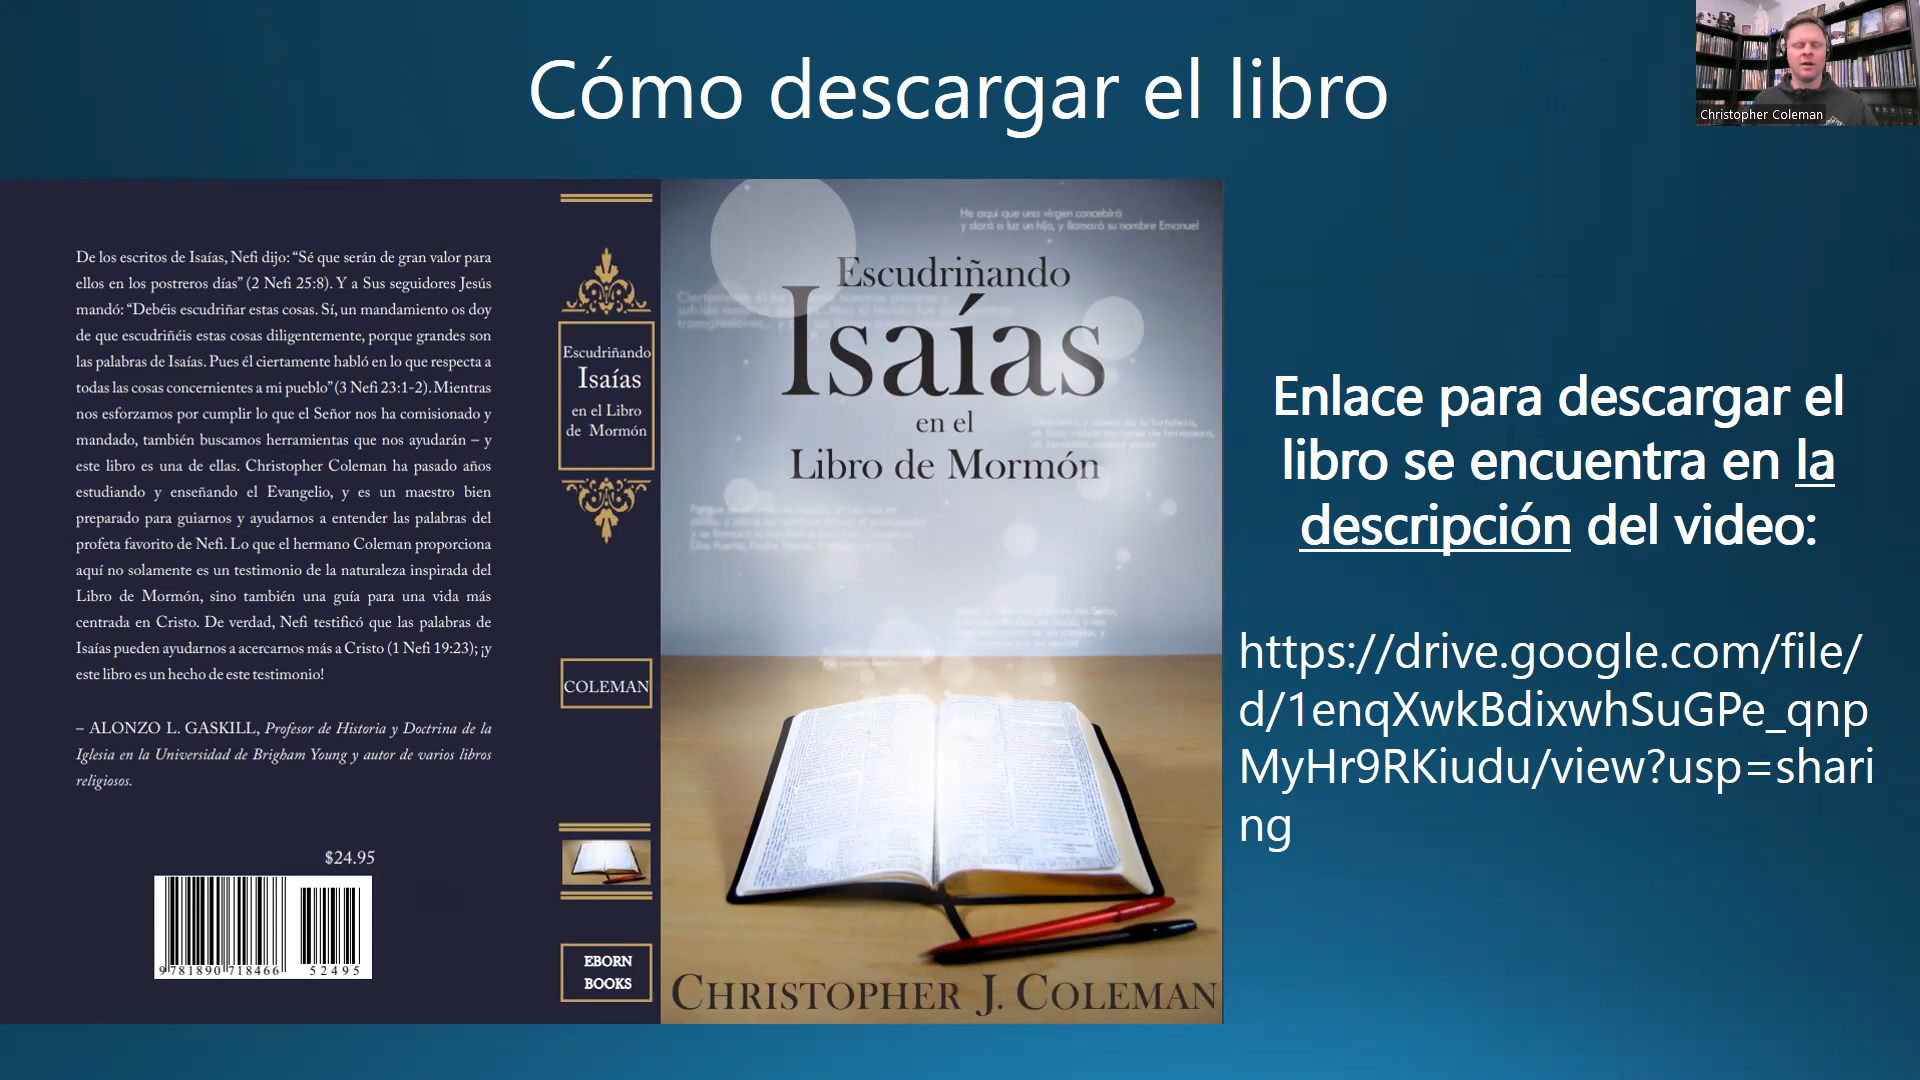 Cómo descargar el libro
Christopher Coleman
De los escritos de Isaías, Nefi dijo: “Sé que serán de gran valor para
ellos en los postreros días” (2 Nefi 25:8). Y a Sus seguidores Jesús
mandó: “Debéis escudriñar estas cosas. Sí, un mandamiento os doy
de que escudriñéis estas cosas diligentemente, porque grandes son
las palabras de Isaías. Pues él ciertamente habló en lo que respecta a
todas las cosas concernientes a mi pueblo” (3 Nefi 23:1-2). Mientras
nos esforzamos por cumplir lo que el Señor nos ha comisionado y
mandado, también buscamos herramientas que nos ayudarán – y
este libro es una de ellas. Christopher Coleman ha pasado años
estudiando y enseñando el Evangelio, y es un maestro bien
preparado para guiarnos y ayudarnos a entender las palabras del
profeta favorito de Nefi. Lo que el hermano Coleman proporciona
aquí no solamente es un testimonio de la naturaleza inspirada del
Libro de Mormón, sino también una guía para una vida más
centrada en Cristo. De verdad, Nefi testificó que las palabras de
Isaías pueden ayudarnos a acercarnos más a Cristo (1 Nefi 19:23); ¡y
este libro es un hecho de este testimonio!
– ALONZO L. GASKILL, Profesor de Historia y Doctrina de la
Iglesia en la Universidad de Brigham Young y autor de varios libros
religiosos.
$24.95
9 781890 718466
52495
Escudriñando
Isaías
en el Libro
de Mormón
COLEMAN
EBORN
BOOKS
He aquí que una virgen concebirá
y dará a luz un hijo, y llamará su nombre Emanuel
Escudriñando
Isaías
en el
Libro de Mormón
CHRISTOPHER J. COLEMAN
Enlace para descargar el
libro se encuentra en la
descripción del video:
https://drive.google.com/file/
d/1enqXwkBdixwhSuGPe_qnp
MyHr9RKiudu/view?usp=shari
ng